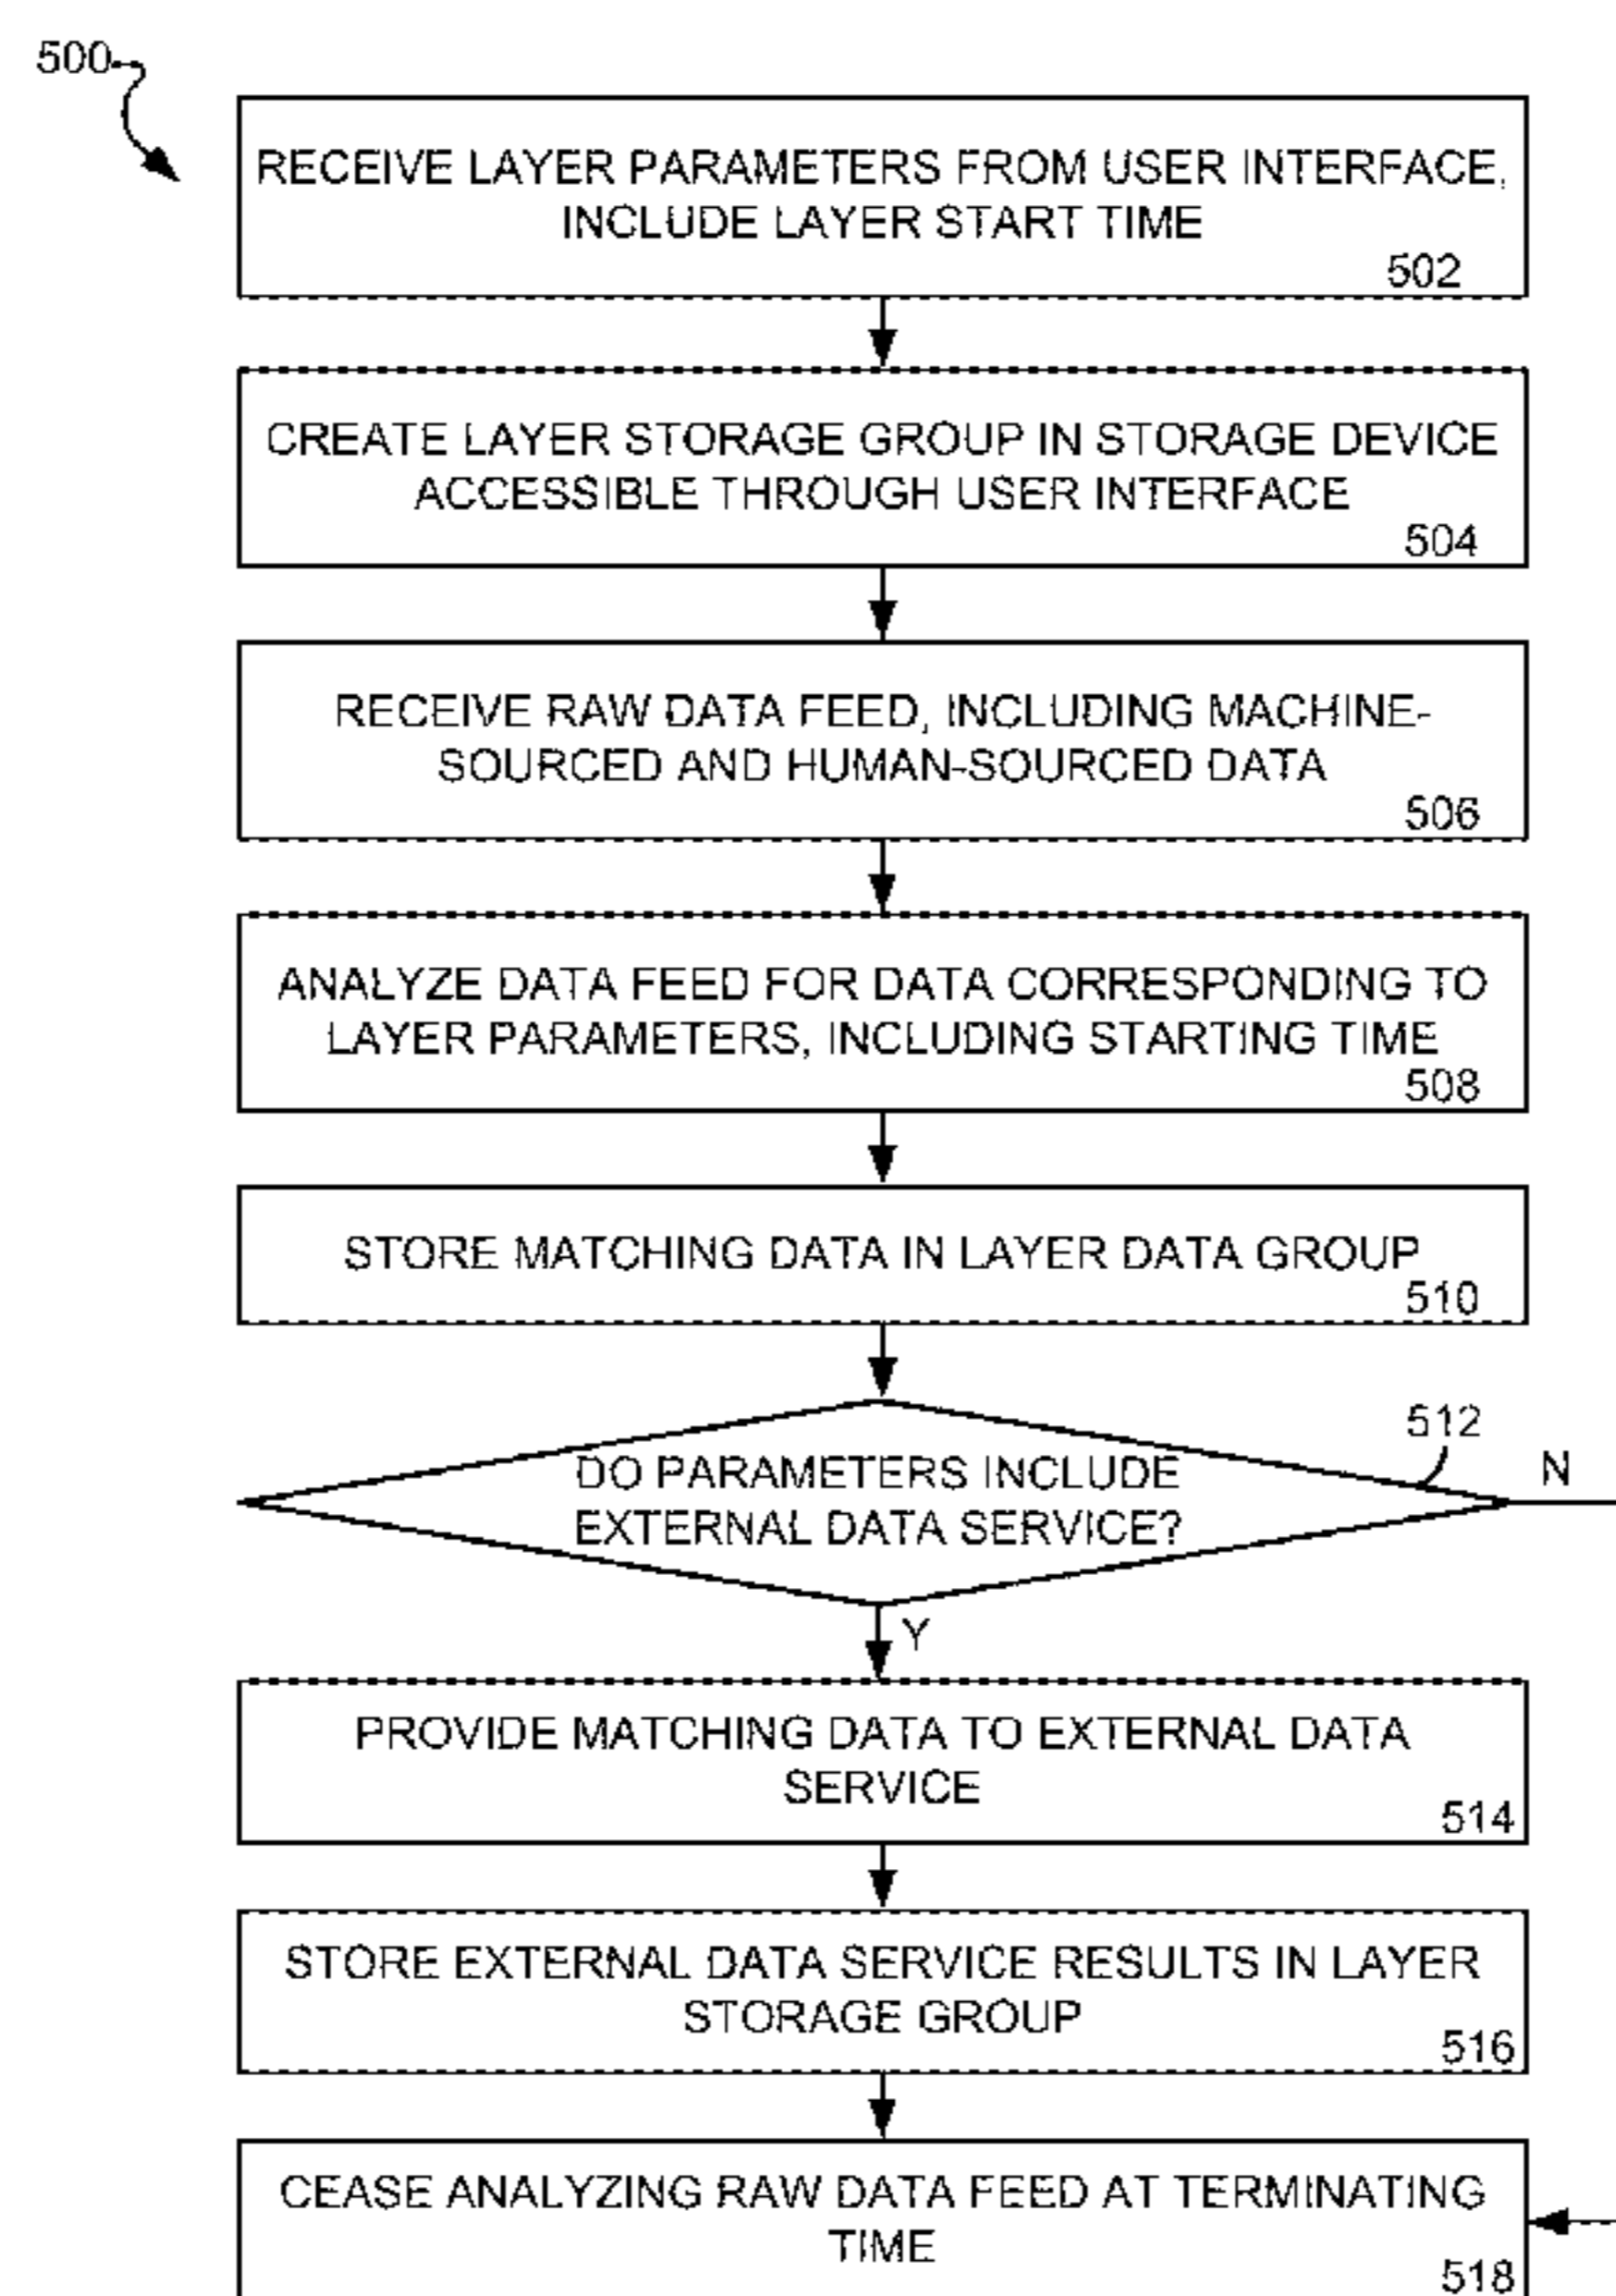 500
RECEIVE LAYER PARAMETERS FROM USER INTERFACE,
INCLUDE LAYER START TIME
502
CREATE LAYER STORAGE GROUP IN STORAGE DEVICE
ACCESSIBLE THROUGH USER INTERFACE
504
RECEIVE RAW DATA FEED, INCLUDING MACHINE-
SOURCED AND HUMAN-SOURCED DATA
506
ANALYZE DATA FEED FOR DATA CORRESPONDING TO
LAYER PARAMETERS, INCLUDING STARTING TIME
508
STORE MATCHING DATA IN LAYER DATA GROUP
510
512
N
DO PARAMETERS INCLUDE
EXTERNAL DATA SERVICE?
Y
PROVIDE MATCHING DATA TO EXTERNAL DATA
SERVICE
514
STORE EXTERNAL DATA SERVICE RESULTS IN LAYER
STORAGE GROUP
516
CEASE ANALYZING RAW DATA FEED AT TERMINATING
TIME
518